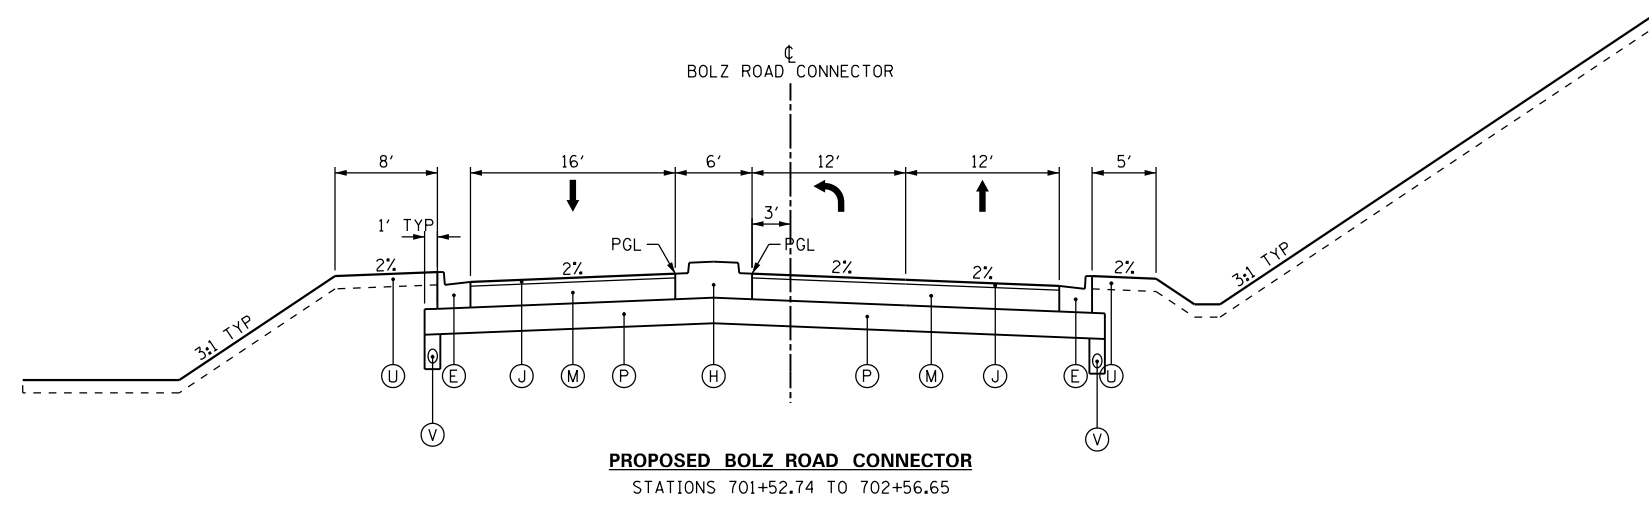 ℄
BOLZ ROAD CONNECTOR
8' 16' 6' 12' 12' 5'
3'
1' TYP
PGL PGL
2% 2% 2% 2% 2%
3:1 TYP 3:1 TYP
U E J M P H P M J E U
V V
PROPOSED BOLZ ROAD CONNECTOR
STATIONS 701+52.74 TO 702+56.65